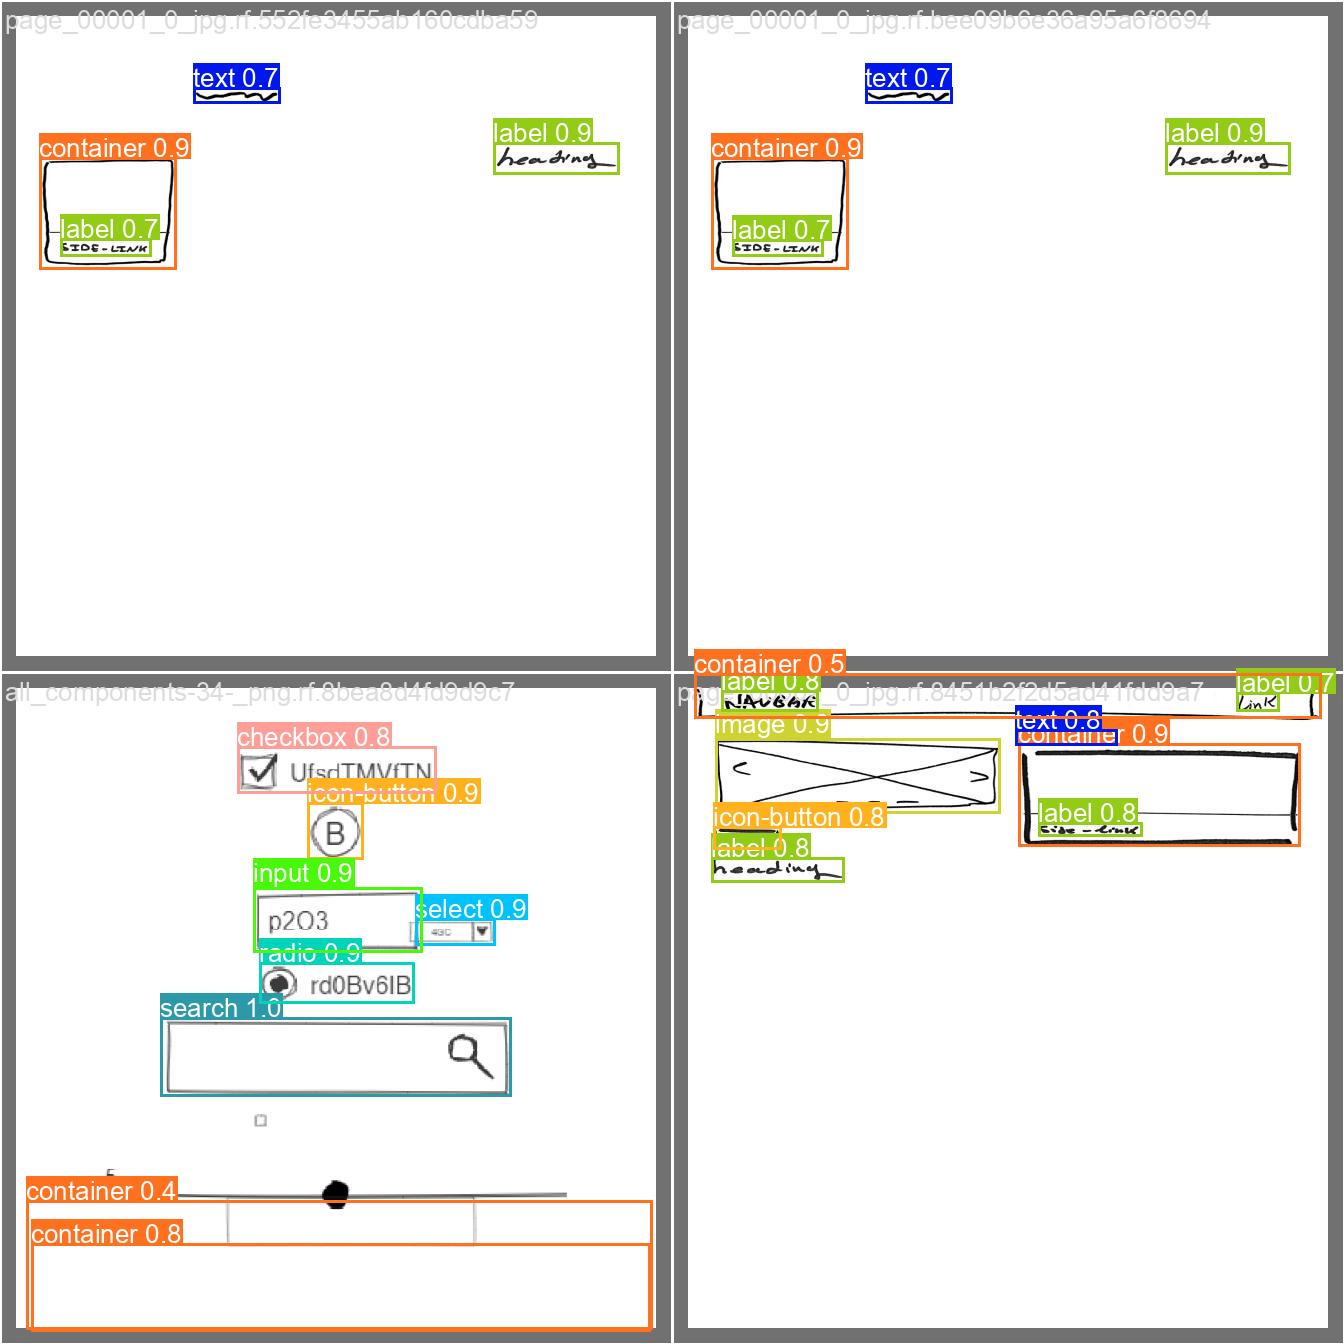 page_00001_0_jpg.rf.552fe3455ab160cdba59
text 0.7
label 0.9
heading
container 0.9
label 0.7
SIDE-LINK
page_00001_0_jpg.rf.bee09b6e36a95a6f8694
text 0.7
label 0.9
heading
container 0.9
label 0.7
SIDE-LINK
all_components-34-_png.rf.8bea8d4fd9d9c7
checkbox 0.8
UfsdTMVfTN
icon-button 0.9
B
input 0.9
p2O3
select 0.9
radio 0.9
rd0Bv6IB
search 1.0
container 0.4
container 0.8
container 0.5
label 0.8
label 0.7
_0_jpg.rf.8451b2f2d5ad41fdd9a7
NAVBAR
Link
image 0.9
text 0.8
container 0.9
icon-button 0.8
label 0.8
side-link
label 0.8
heading